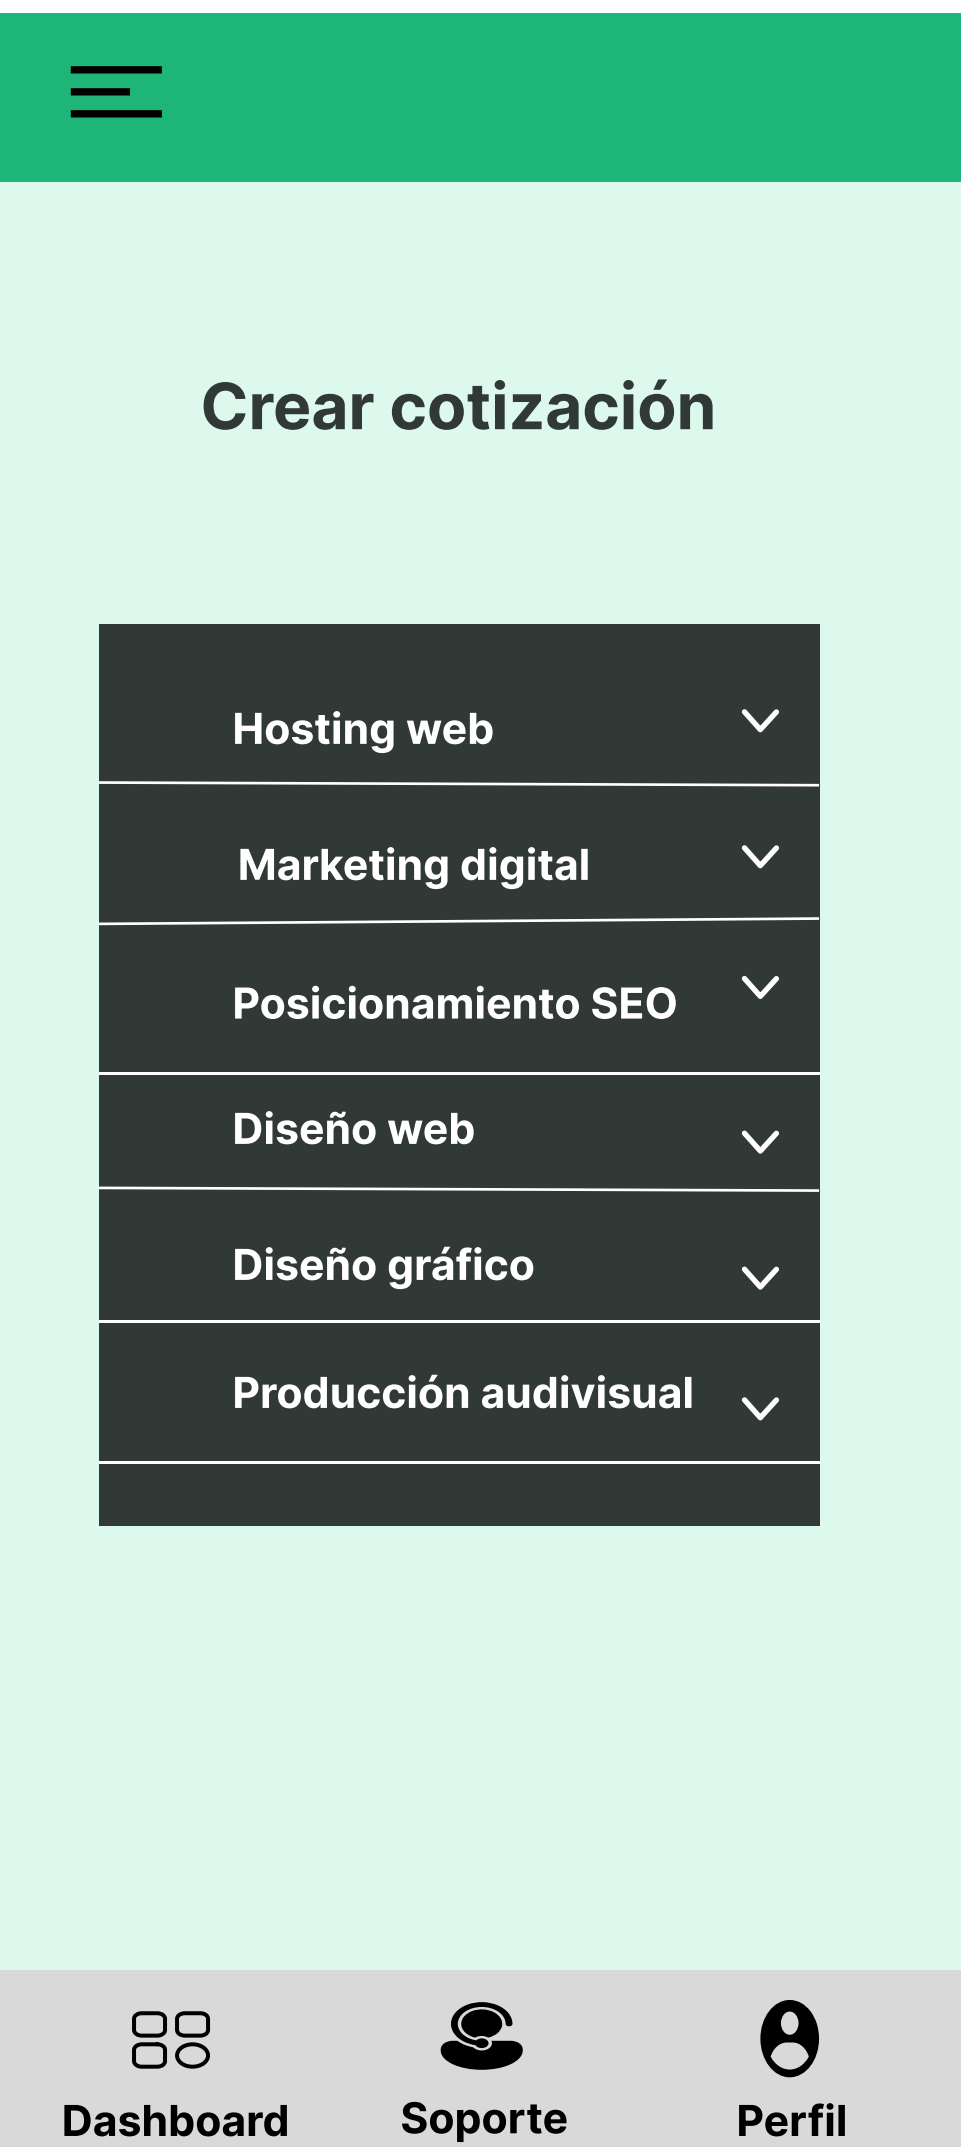 Crear cotización
Hosting web
Marketing digital
Posicionamiento SEO
Diseño web
Diseño gráfico
Producción audivisual
Dashboard
Soporte
Perfil